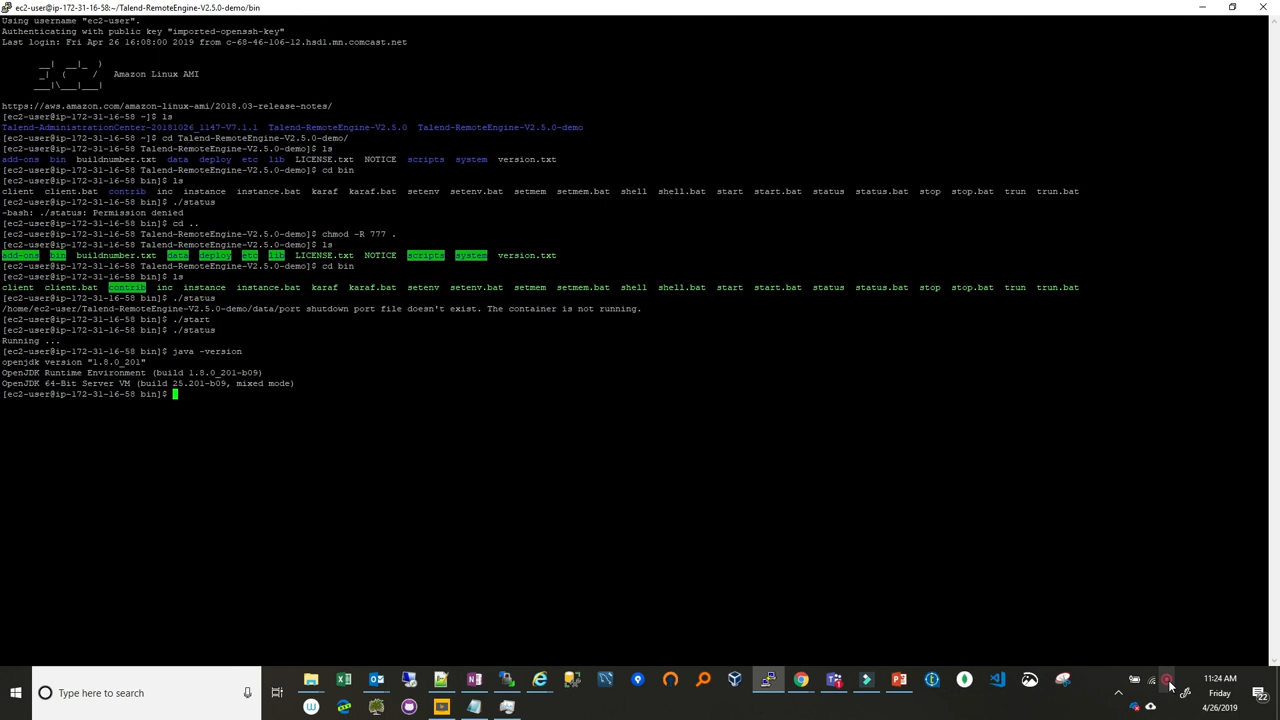 ec2-user@ip-172-31-16-58:~/Talend-RemoteEngine-V2.5.0-demo/bin
Using username "ec2-user".
Authenticating with public key "imported-openssh-key"
Last login: Fri Apr 26 16:08:00 2019 from c-68-46-106-12.hsd1.mn.comcast.net
__|  __|_  )
_|  (     /   Amazon Linux AMI
___|\___|___|
https://aws.amazon.com/amazon-linux-ami/2018.03-release-notes/
[ec2-user@ip-172-31-16-58 ~]$ ls
Talend-AdministrationCenter-20181026_1147-V7.1.1  Talend-RemoteEngine-V2.5.0  Talend-RemoteEngine-V2.5.0-demo
[ec2-user@ip-172-31-16-58 ~]$ cd Talend-RemoteEngine-V2.5.0-demo/
[ec2-user@ip-172-31-16-58 Talend-RemoteEngine-V2.5.0-demo]$ ls
add-ons  bin  buildnumber.txt  data  deploy  etc  lib  LICENSE.txt  NOTICE  scripts  system  version.txt
[ec2-user@ip-172-31-16-58 Talend-RemoteEngine-V2.5.0-demo]$ cd bin
[ec2-user@ip-172-31-16-58 bin]$ ls
client  client.bat  contrib  inc  instance  instance.bat  karaf  karaf.bat  setenv  setenv.bat  setmem  setmem.bat  shell  shell.bat  start  start.bat  status  status.bat  stop  stop.bat  trun  trun.bat
[ec2-user@ip-172-31-16-58 bin]$ ./status
-bash: ./status: Permission denied
[ec2-user@ip-172-31-16-58 bin]$ cd ..
[ec2-user@ip-172-31-16-58 Talend-RemoteEngine-V2.5.0-demo]$ chmod -R 777 .
[ec2-user@ip-172-31-16-58 Talend-RemoteEngine-V2.5.0-demo]$ ls
add-ons  bin  buildnumber.txt  data  deploy  etc  lib  LICENSE.txt  NOTICE  scripts  system  version.txt
[ec2-user@ip-172-31-16-58 Talend-RemoteEngine-V2.5.0-demo]$ cd bin
[ec2-user@ip-172-31-16-58 bin]$ ls
client  client.bat  contrib  inc  instance  instance.bat  karaf  karaf.bat  setenv  setenv.bat  setmem  setmem.bat  shell  shell.bat  start  start.bat  status  status.bat  stop  stop.bat  trun  trun.bat
[ec2-user@ip-172-31-16-58 bin]$ ./status
/home/ec2-user/Talend-RemoteEngine-V2.5.0-demo/data/port shutdown port file doesn't exist. The container is not running.
[ec2-user@ip-172-31-16-58 bin]$ ./start
[ec2-user@ip-172-31-16-58 bin]$ ./status
Running ...
[ec2-user@ip-172-31-16-58 bin]$ java -version
openjdk version "1.8.0_201"
OpenJDK Runtime Environment (build 1.8.0_201-b09)
OpenJDK 64-Bit Server VM (build 25.201-b09, mixed mode)
[ec2-user@ip-172-31-16-58 bin]$
Type here to search
11:24 AM
Friday
4/26/2019
22